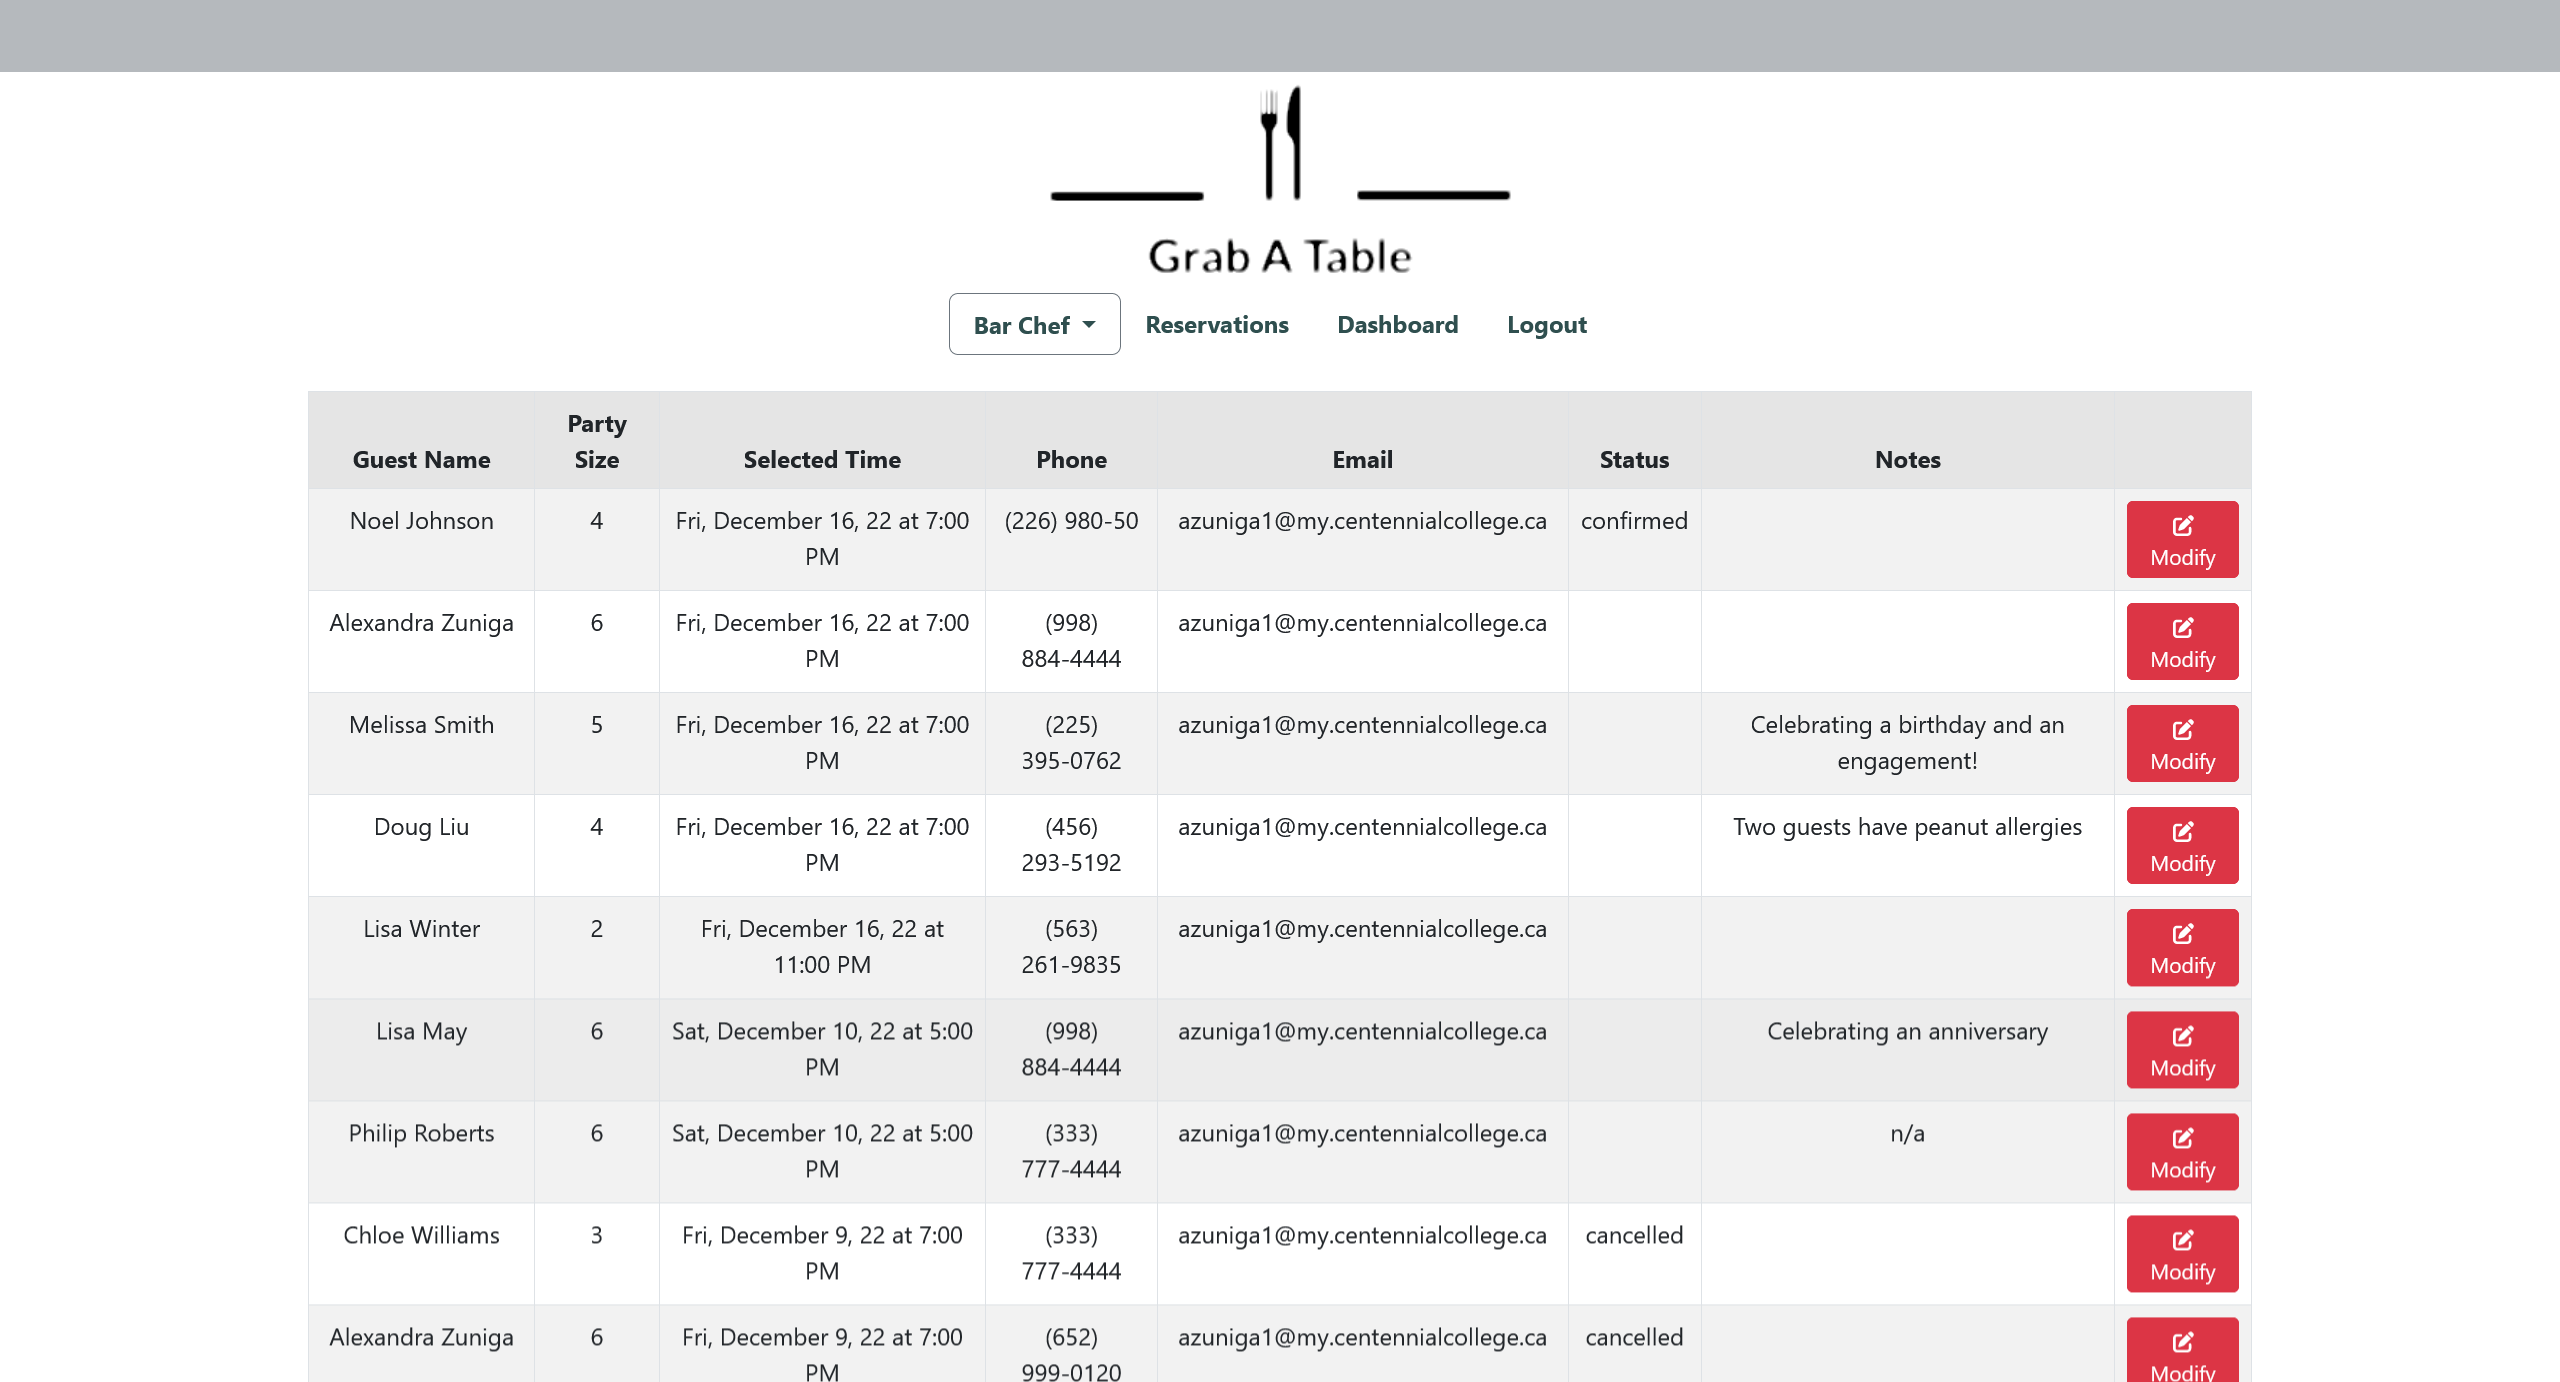 Grab A Table
Bar Chef Reservations Dashboard Logout
Guest Name Party Size Selected Time Phone Email Status Notes
Noel Johnson 4 Fri, December 16, 22 at 7:00 PM (226) 980-50 azuniga1@my.centennialcollege.ca confirmed Modify
Alexandra Zuniga 6 Fri, December 16, 22 at 7:00 PM (998) 884-4444 azuniga1@my.centennialcollege.ca Modify
Melissa Smith 5 Fri, December 16, 22 at 7:00 PM (225) 395-0762 azuniga1@my.centennialcollege.ca Celebrating a birthday and an engagement! Modify
Doug Liu 4 Fri, December 16, 22 at 7:00 PM (456) 293-5192 azuniga1@my.centennialcollege.ca Two guests have peanut allergies Modify
Lisa Winter 2 Fri, December 16, 22 at 11:00 PM (563) 261-9835 azuniga1@my.centennialcollege.ca Modify
Lisa May 6 Sat, December 10, 22 at 5:00 PM (998) 884-4444 azuniga1@my.centennialcollege.ca Celebrating an anniversary Modify
Philip Roberts 6 Sat, December 10, 22 at 5:00 PM (333) 777-4444 azuniga1@my.centennialcollege.ca n/a Modify
Chloe Williams 3 Fri, December 9, 22 at 7:00 PM (333) 777-4444 azuniga1@my.centennialcollege.ca cancelled Modify
Alexandra Zuniga 6 Fri, December 9, 22 at 7:00 PM (652) 999-0120 azuniga1@my.centennialcollege.ca cancelled Modify